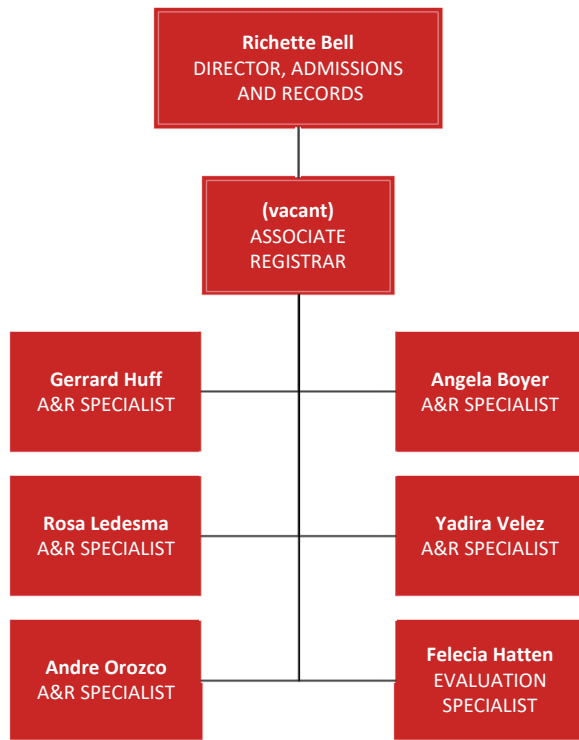 Richette Bell
DIRECTOR, ADMISSIONS
AND RECORDS
(vacant)
ASSOCIATE
REGISTRAR
Gerrard Huff
A&R SPECIALIST
Angela Boyer
A&R SPECIALIST
Rosa Ledesma
A&R SPECIALIST
Yadira Velez
A&R SPECIALIST
Andre Orozco
A&R SPECIALIST
Felecia Hatten
EVALUATION
SPECIALIST